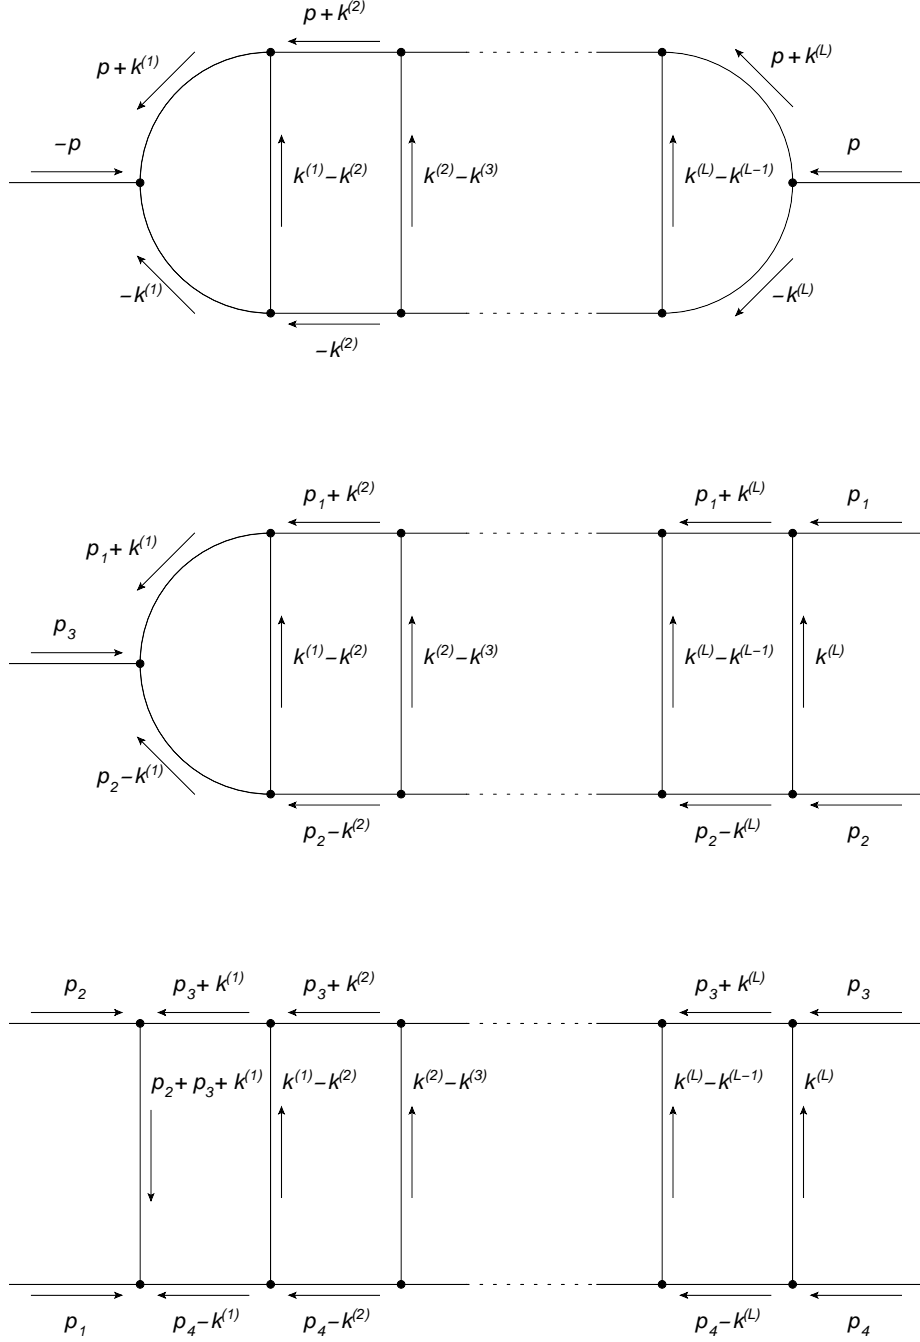 p + k^(2)
p + k^(1)
p + k^(L)
−p
p
k^(1) − k^(2)
k^(2) − k^(3)
k^(L) − k^(L−1)
−k^(1)
−k^(L)
−k^(2)
p_1 + k^(2)
p_1 + k^(L)
p_1
p_1 + k^(1)
p_3
k^(1) − k^(2)
k^(2) − k^(3)
k^(L) − k^(L−1)
k^(L)
p_2 − k^(1)
p_2 − k^(2)
p_2 − k^(L)
p_2
p_2
p_3 + k^(1)
p_3 + k^(2)
p_3 + k^(L)
p_3
p_2 + p_3 + k^(1)
k^(1) − k^(2)
k^(2) − k^(3)
k^(L) − k^(L−1)
k^(L)
p_1
p_4 − k^(1)
p_4 − k^(2)
p_4 − k^(L)
p_4